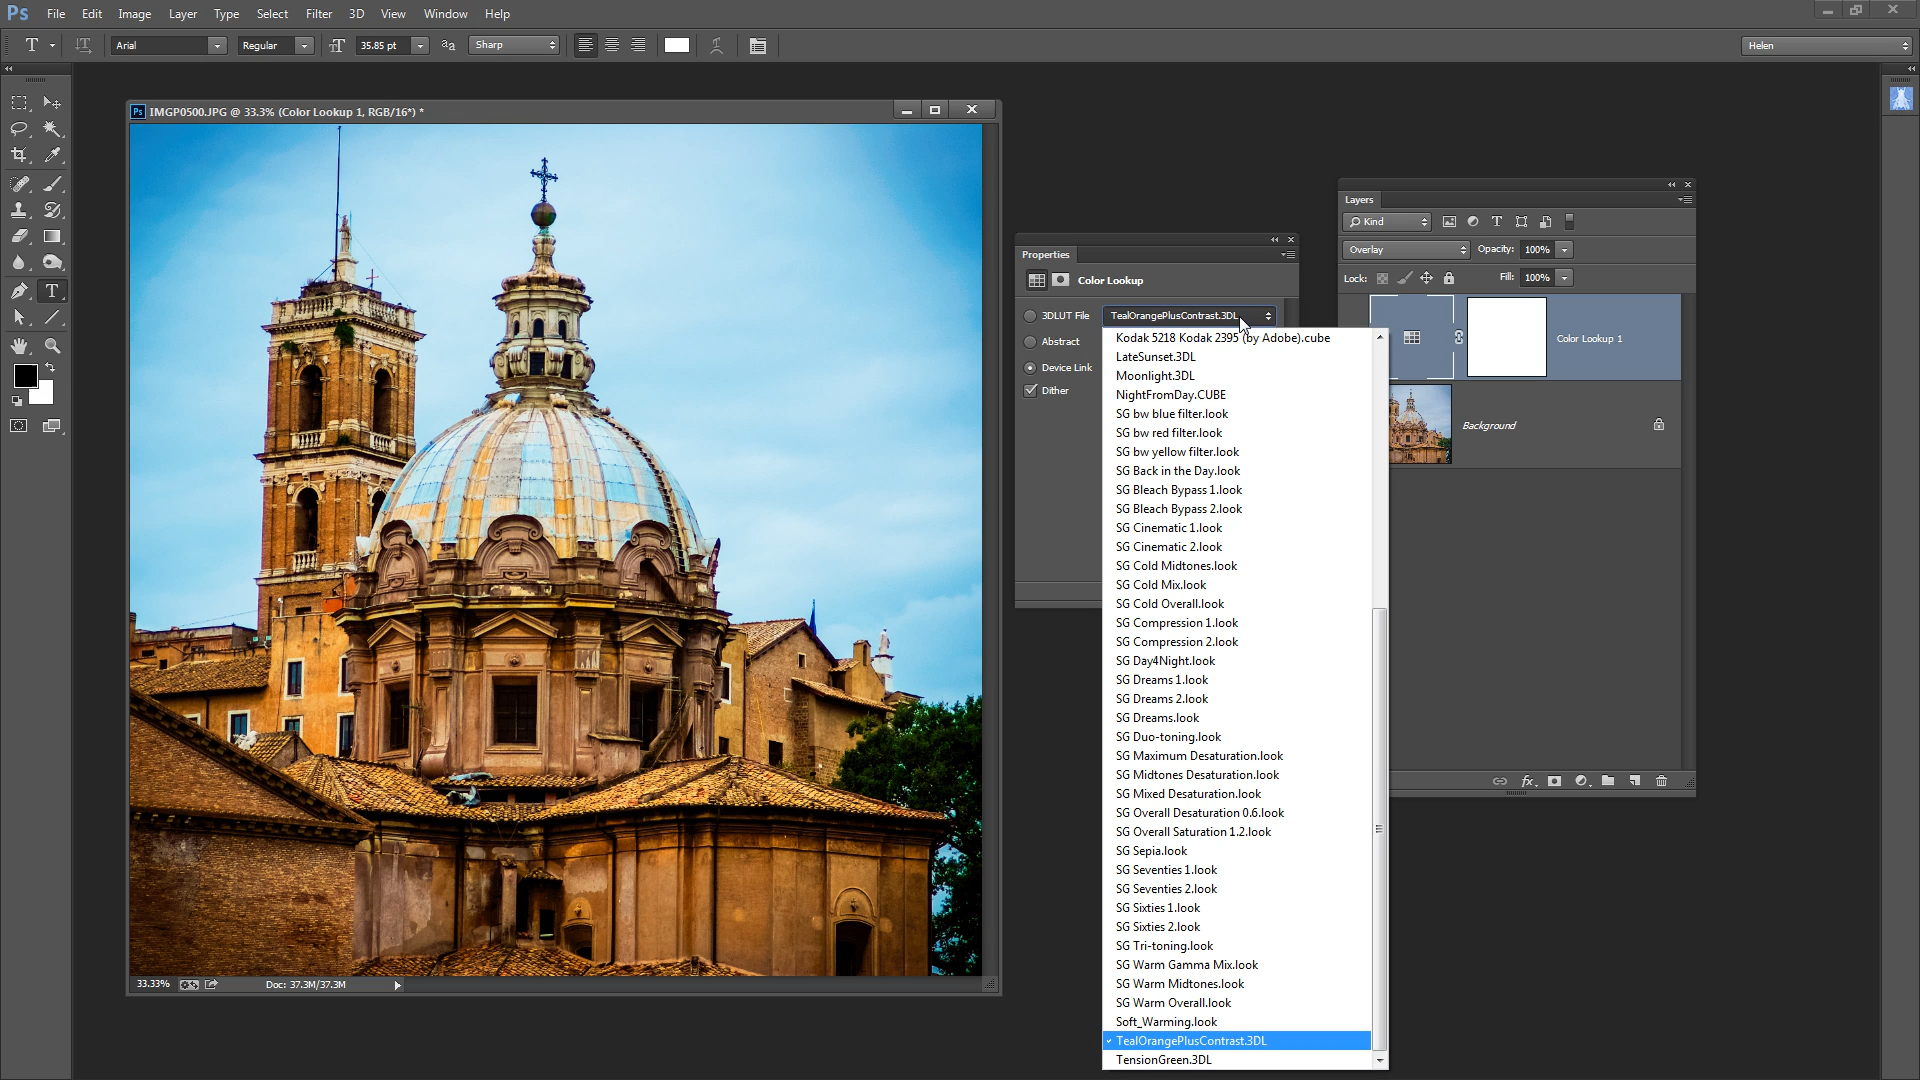 Ps File Edit Image Layer Type Select Filter 3D View Window Help
T Arial Regular 35.85 pt aa Sharp Helen
Ps IMGP0500.JPG @ 33.3% (Color Lookup 1, RGB/16*) *
33.33% Doc: 37.3M/37.3M
Properties
Color Lookup
3DLUT File TealOrangePlusContrast.3DL
Abstract
Device Link
Dither
Kodak 5218 Kodak 2395 (by Adobe).cube
LateSunset.3DL
Moonlight.3DL
NightFromDay.CUBE
SG bw blue filter.look
SG bw red filter.look
SG bw yellow filter.look
SG Back in the Day.look
SG Bleach Bypass 1.look
SG Bleach Bypass 2.look
SG Cinematic 1.look
SG Cinematic 2.look
SG Cold Midtones.look
SG Cold Mix.look
SG Cold Overall.look
SG Compression 1.look
SG Compression 2.look
SG Day4Night.look
SG Dreams 1.look
SG Dreams 2.look
SG Dreams.look
SG Duo-toning.look
SG Maximum Desaturation.look
SG Midtones Desaturation.look
SG Mixed Desaturation.look
SG Overall Desaturation 0.6.look
SG Overall Saturation 1.2.look
SG Sepia.look
SG Seventies 1.look
SG Seventies 2.look
SG Sixties 1.look
SG Sixties 2.look
SG Tri-toning.look
SG Warm Gamma Mix.look
SG Warm Midtones.look
SG Warm Overall.look
Soft_Warming.look
TealOrangePlusContrast.3DL
TensionGreen.3DL
Layers
Kind
Overlay Opacity: 100%
Lock: Fill: 100%
Color Lookup 1
Background
fx